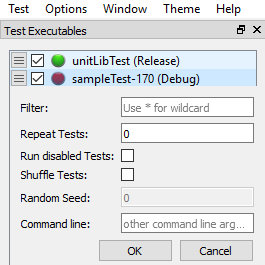 Test Options Window Theme Help
Test Executables
unitLibTest (Release)
sampleTest-170 (Debug)
Filter: Use * for wildcard
Repeat Tests: 0
Run disabled Tests:
Shuffle Tests:
Random Seed: 0
Command line: other command line arg...
OK Cancel